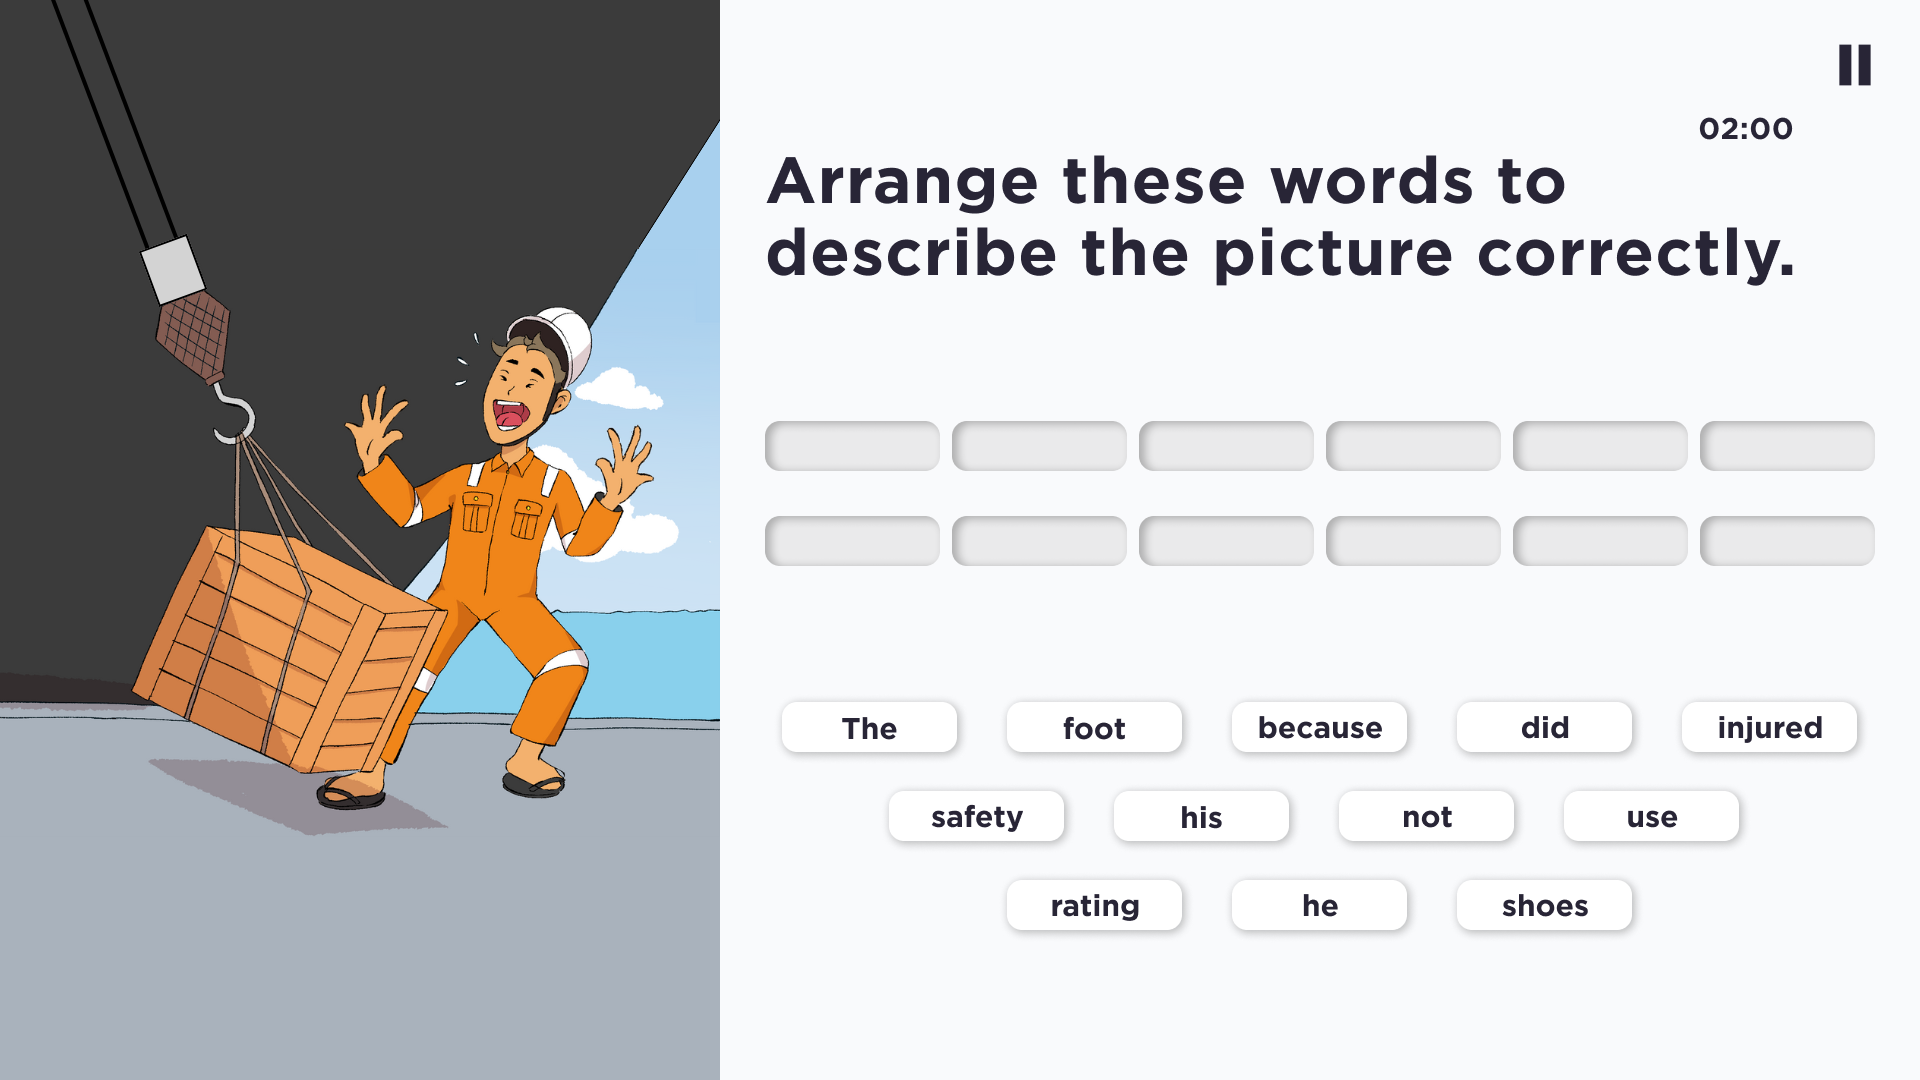 02:00
Arrange these words to
describe the picture correctly.
The foot because did injured
safety his not use
rating he shoes